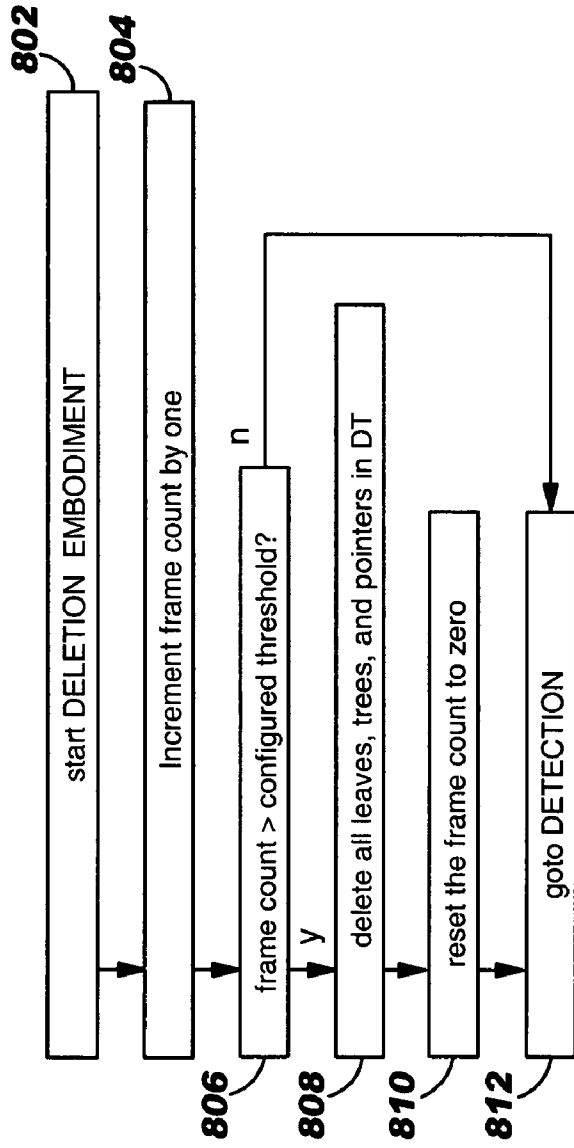 802
start DELETION EMBODIMENT
804
Increment frame count by one
806
frame count > configured threshold?
n
y
808
delete all leaves, trees, and pointers in DT
810
reset the frame count to zero
812
goto DETECTION